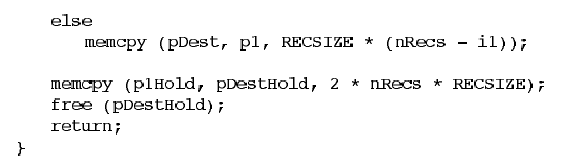 else
memcpy (pDest, p1, RECSIZE * (nRecs - i1));
memcpy (p1Hold, pDestHold, 2 * nRecs * RECSIZE);
free (pDestHold);
return;
}